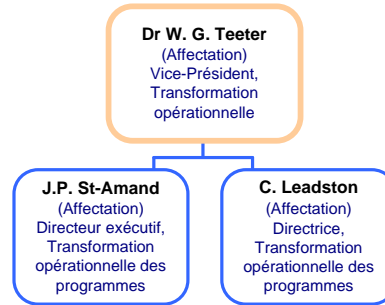 Dr W. G. Teeter
(Affectation)
Vice-Président,
Transformation
opérationnelle
J.P. St-Amand
(Affectation)
Directeur exécutif,
Transformation
opérationnelle des
programmes
C. Leadston
(Affectation)
Directrice,
Transformation
opérationnelle des
programmes